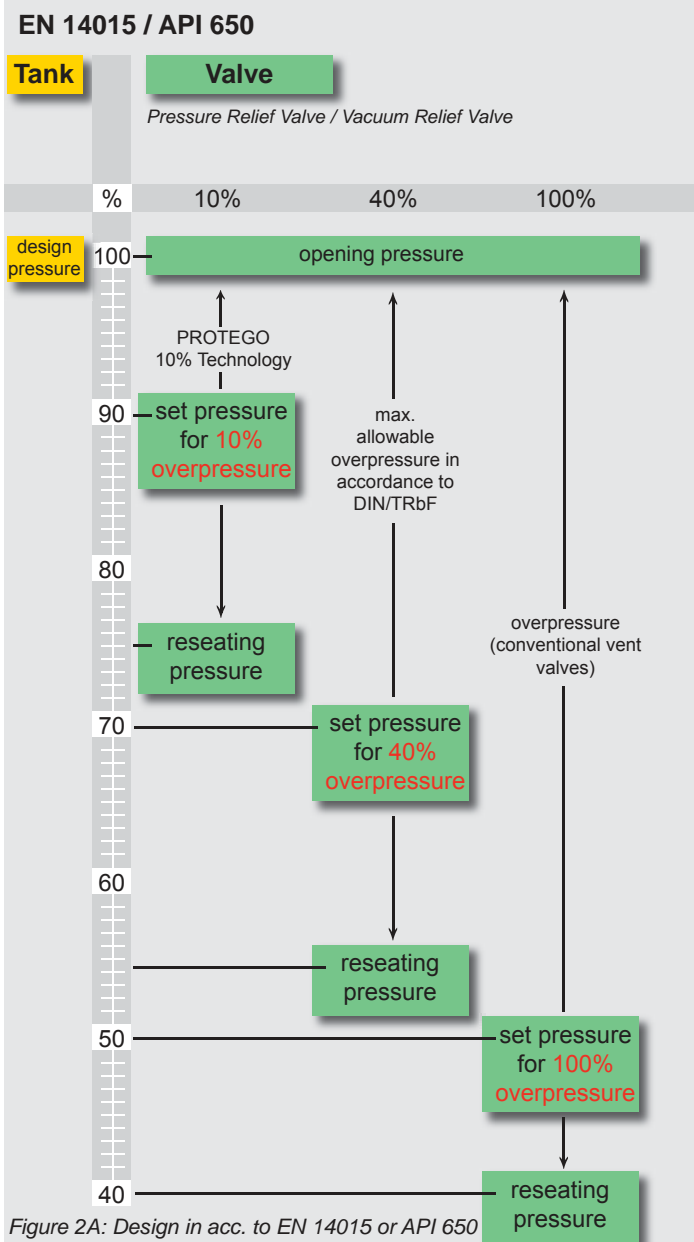 EN 14015 / API 650
Tank
Valve
Pressure Relief Valve / Vacuum Relief Valve
% 10% 40% 100%
design
pressure
100
opening pressure
PROTEGO
10% Technology
90
set pressure
for 10%
overpressure
max.
allowable
overpressure in
accordance to
DIN/TRbF
80
overpressure
(conventional vent
valves)
reseating
pressure
70
set pressure
for 40%
overpressure
60
reseating
pressure
50
set pressure
for 100%
overpressure
40
reseating
pressure
Figure 2A: Design in acc. to EN 14015 or API 650